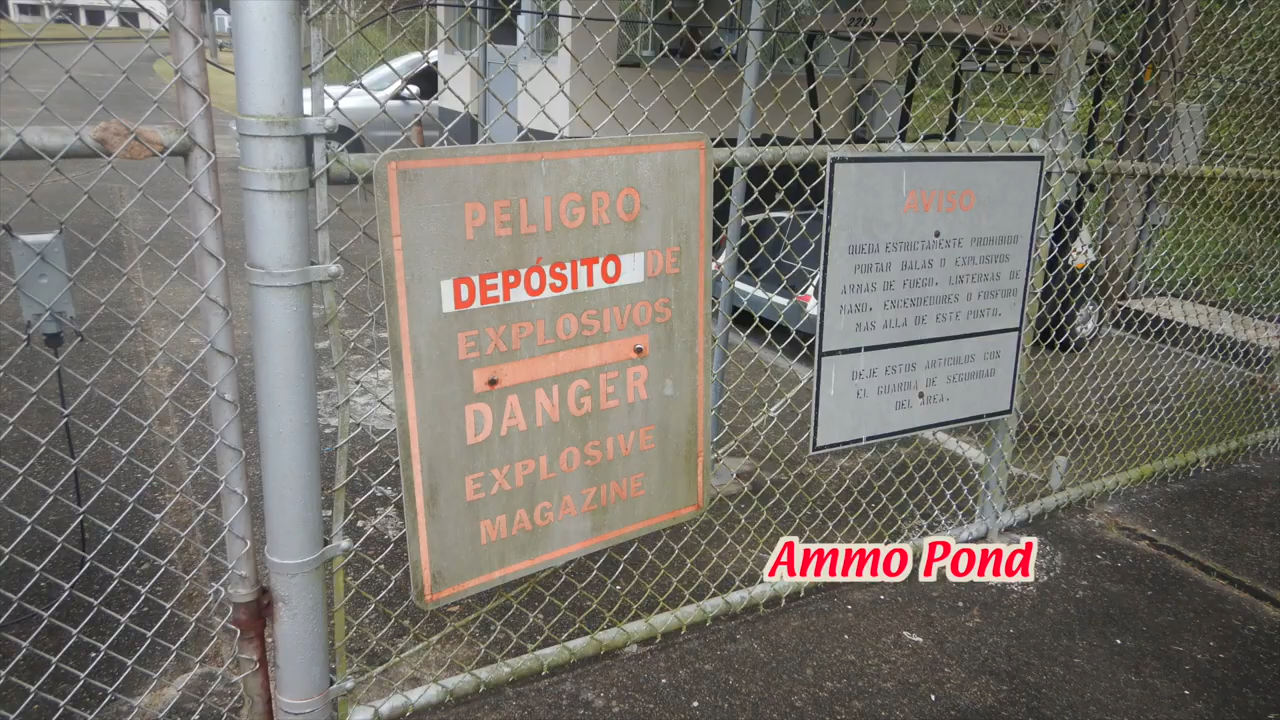 2280
PELIGRO
DEPÓSITO DE
EXPLOSIVOS
DANGER
EXPLOSIVE
MAGAZINE
AVISO
QUEDA ESTRICTAMENTE PROHIBIDO
PORTAR BALAS O EXPLOSIVOS
ARMAS DE FUEGO, LINTERNAS DE
MANO, ENCENDEDORES O FOSFORO
MAS ALLA DE ESTE PUNTO.
DEJE ESTOS ARTICULOS CON
EL GUARDIA DE SEGURIDAD
DEL AREA.
Ammo Pond